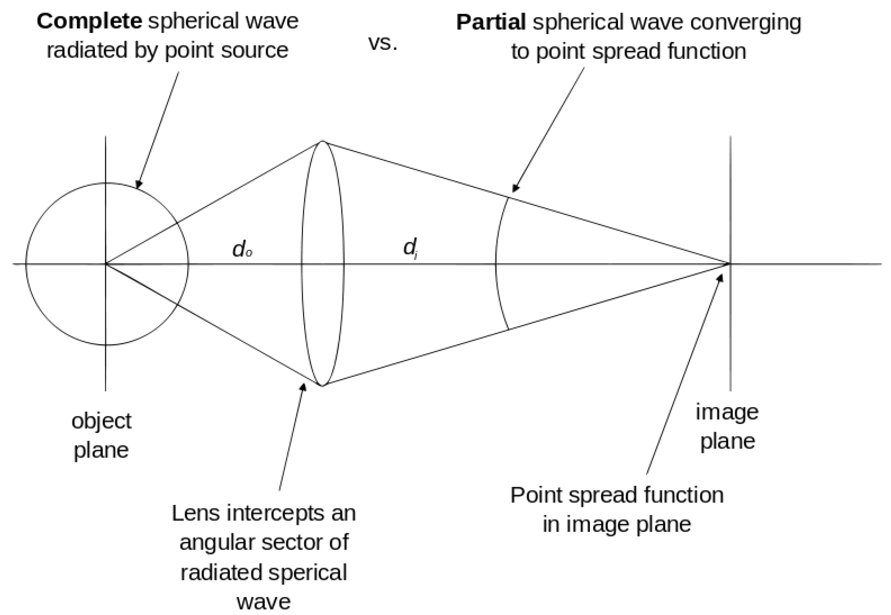 Complete spherical wave
radiated by point source
vs.
Partial spherical wave converging
to point spread function
do
di
object
plane
image
plane
Lens intercepts an
angular sector of
radiated sperical
wave
Point spread function
in image plane